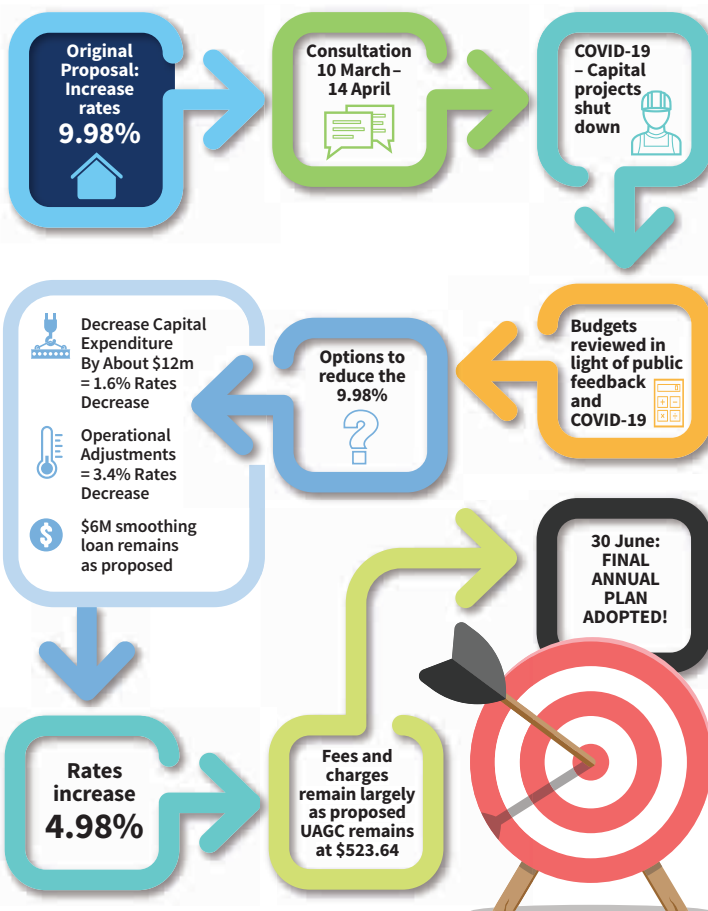 Original
Proposal:
Increase
rates
9.98%
Consultation
10 March –
14 April
COVID-19
– Capital
projects
shut
down
Budgets
reviewed in
light of public
feedback
and
COVID-19
Options to
reduce the
9.98%
?
Decrease Capital
Expenditure
By About $12m
= 1.6% Rates
Decrease
Operational
Adjustments
= 3.4% Rates
Decrease
$
$6M smoothing
loan remains
as proposed
Rates
increase
4.98%
Fees and
charges
remain largely
as proposed
UAGC remains
at $523.64
30 June:
FINAL
ANNUAL
PLAN
ADOPTED!